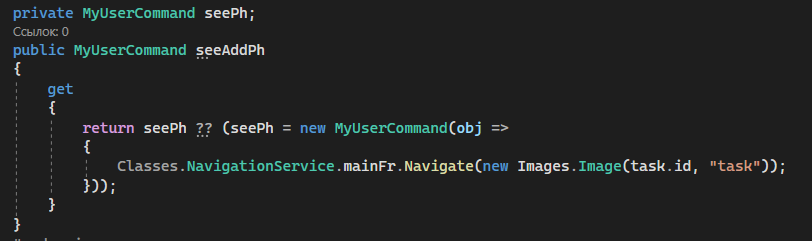 private MyUserCommand seePh;
Ссылок: 0
public MyUserCommand seeAddPh
{
get
{
return seePh ?? (seePh = new MyUserCommand(obj =>
{
Classes.NavigationService.mainFr.Navigate(new Images.Image(task.id, "task"));
}));
}
}